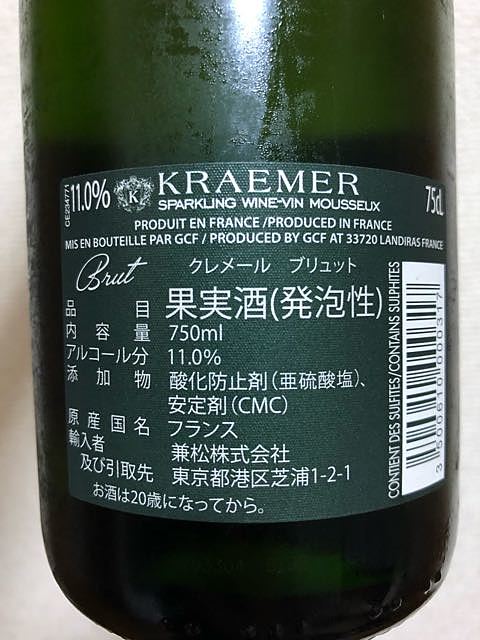 11.0% KRAEMER 75cL
SPARKLING WINE-VIN MOUSSEUX
PRODUIT EN FRANCE /PRODUCED IN FRANCE
MIS EN BOUTEILLE PAR GCF / PRODUCED BY GCF AT 33720 LANDIRAS FRANCE
Brut クレメール ブリュット
品目 果実酒(発泡性)
内容量 750ml
アルコール分 11.0%
添加物 酸化防止剤(亜硫酸塩)、
安定剤(CMC)
原産国名 フランス
輸入者 兼松株式会社
及び引取先 東京都港区芝浦1-2-1
お酒は20歳になってから。
CONTIENT DES SULFITES/CONTAINS SULPHITES
3 500610 000317
GE234771
K